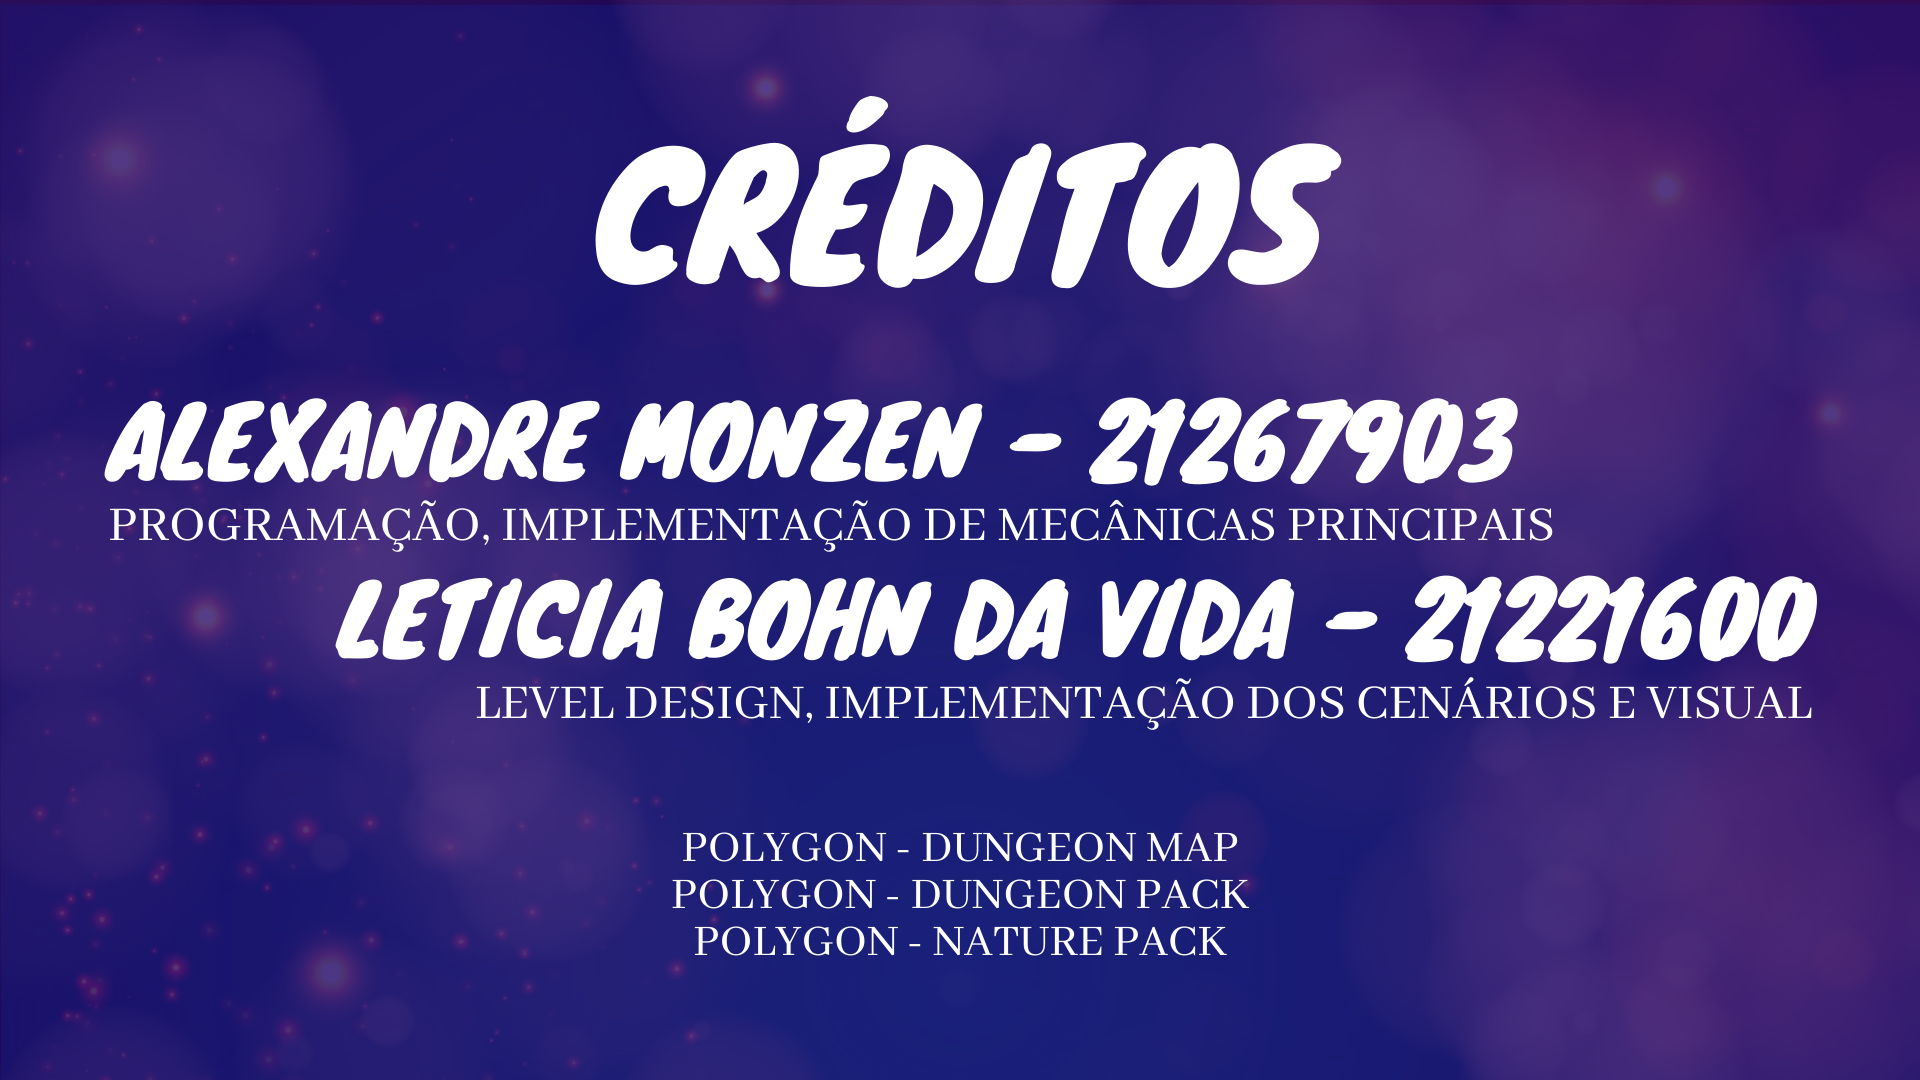 CRÉDITOS
ALEXANDRE MONZEN - 21267903
PROGRAMAÇÃO, IMPLEMENTAÇÃO DE MECÂNICAS PRINCIPAIS
LETICIA BOHN DA VIDA - 21221600
LEVEL DESIGN, IMPLEMENTAÇÃO DOS CENÁRIOS E VISUAL
POLYGON - DUNGEON MAP
POLYGON - DUNGEON PACK
POLYGON - NATURE PACK